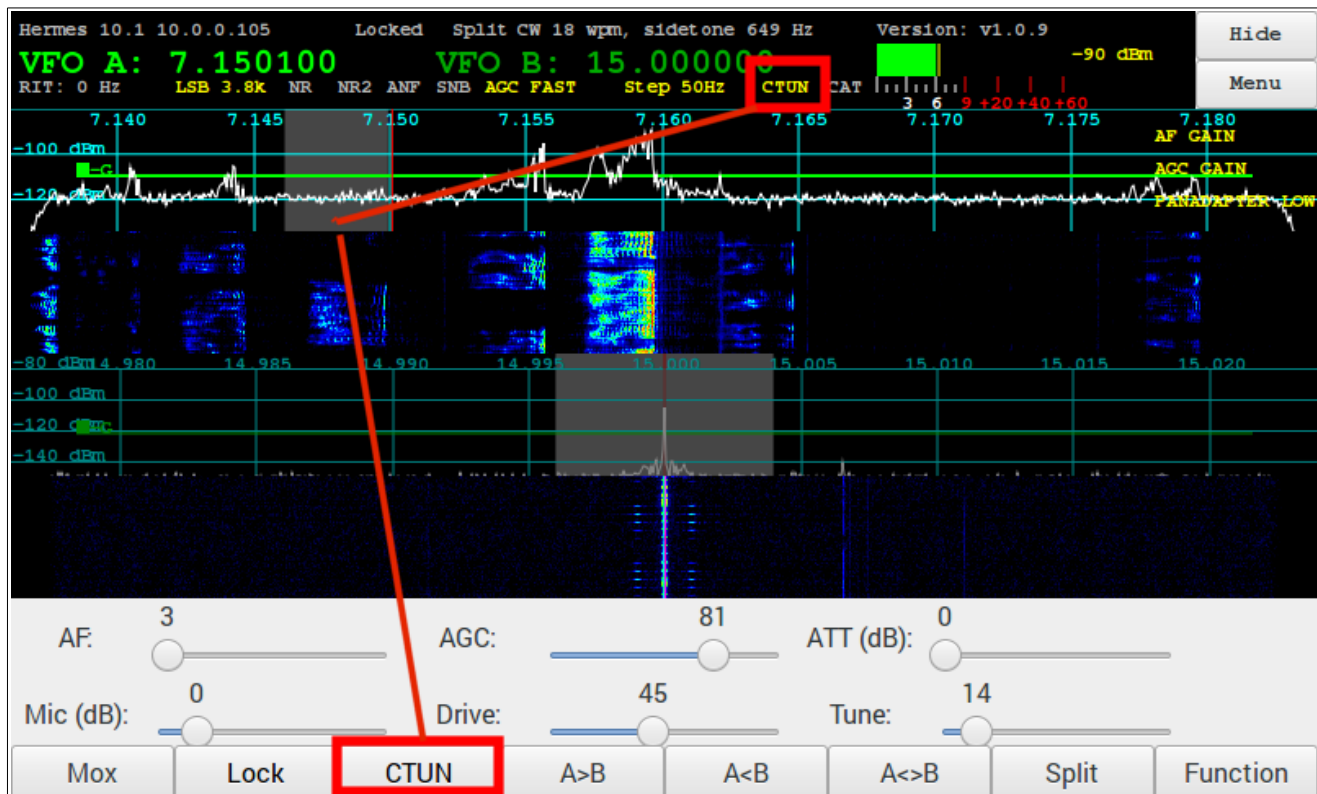 Hermes 10.1 10.0.0.105 Locked Split CW 18 wpm, sidetone 649 Hz Version: v1.0.9 Hide
VFO A: 7.150100 VFO B: 15.000000 -90 dBm
RIT: 0 Hz LSB 3.8k NR NR2 ANF SNB AGC FAST Step 50Hz CTUN CAT Menu
3 6 9 +20 +40 +60
7.140 7.145 7.150 7.155 7.160 7.165 7.170 7.175 7.180
AF GAIN
-100 dBm
-G AGC GAIN
-120 dBm PANADAPTER LOW
-80 dBm 14.980 14.985 14.990 14.995 15.000 15.005 15.010 15.015 15.020
-100 dBm
-120
-140 dBm
AF: 3 AGC: 81 ATT (dB): 0
Mic (dB): 0 Drive: 45 Tune: 14
Mox Lock CTUN A>B A<B A<>B Split Function